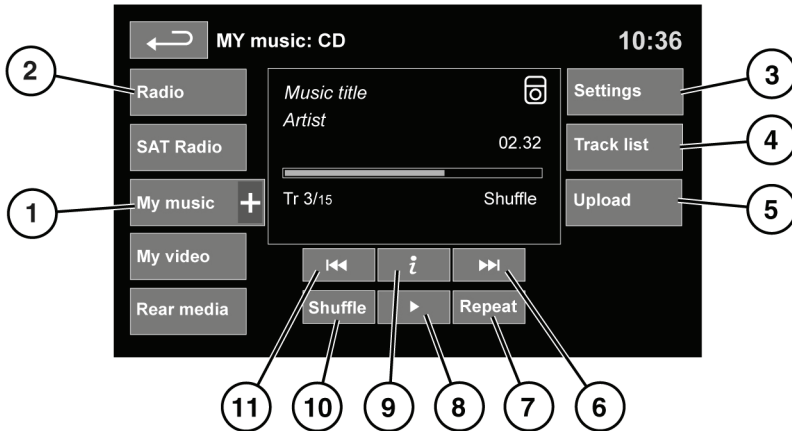 MY music: CD
10:36
2
Radio
SAT Radio
1
My music +
My video
Rear media
Music title
Artist
02.32
Tr 3/15
Shuffle
Settings
3
Track list
4
Upload
5
i
Shuffle
Repeat
11
10
9
8
7
6